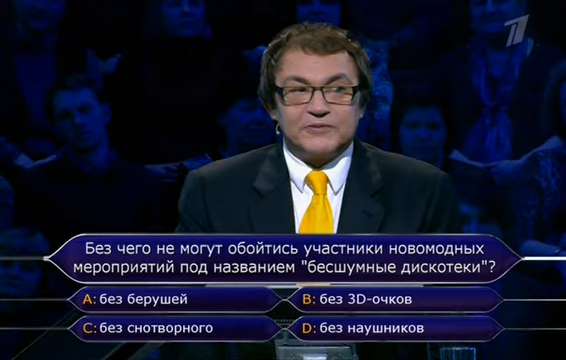 Без чего не могут обойтись участники новомодных
мероприятий под названием "бесшумные дискотеки"?
A: без берушей
B: без 3D-очков
C: без снотворного
D: без наушников